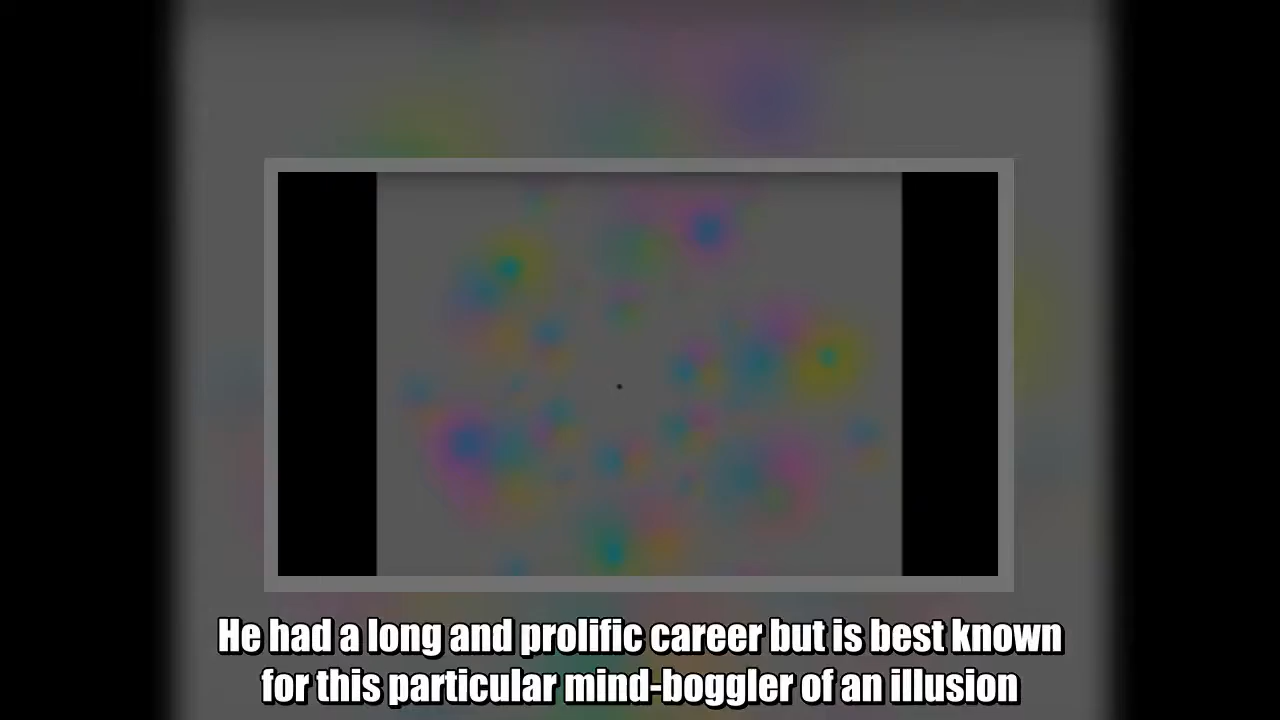 He had a long and prolific career but is best known
for this particular mind-boggler of an illusion